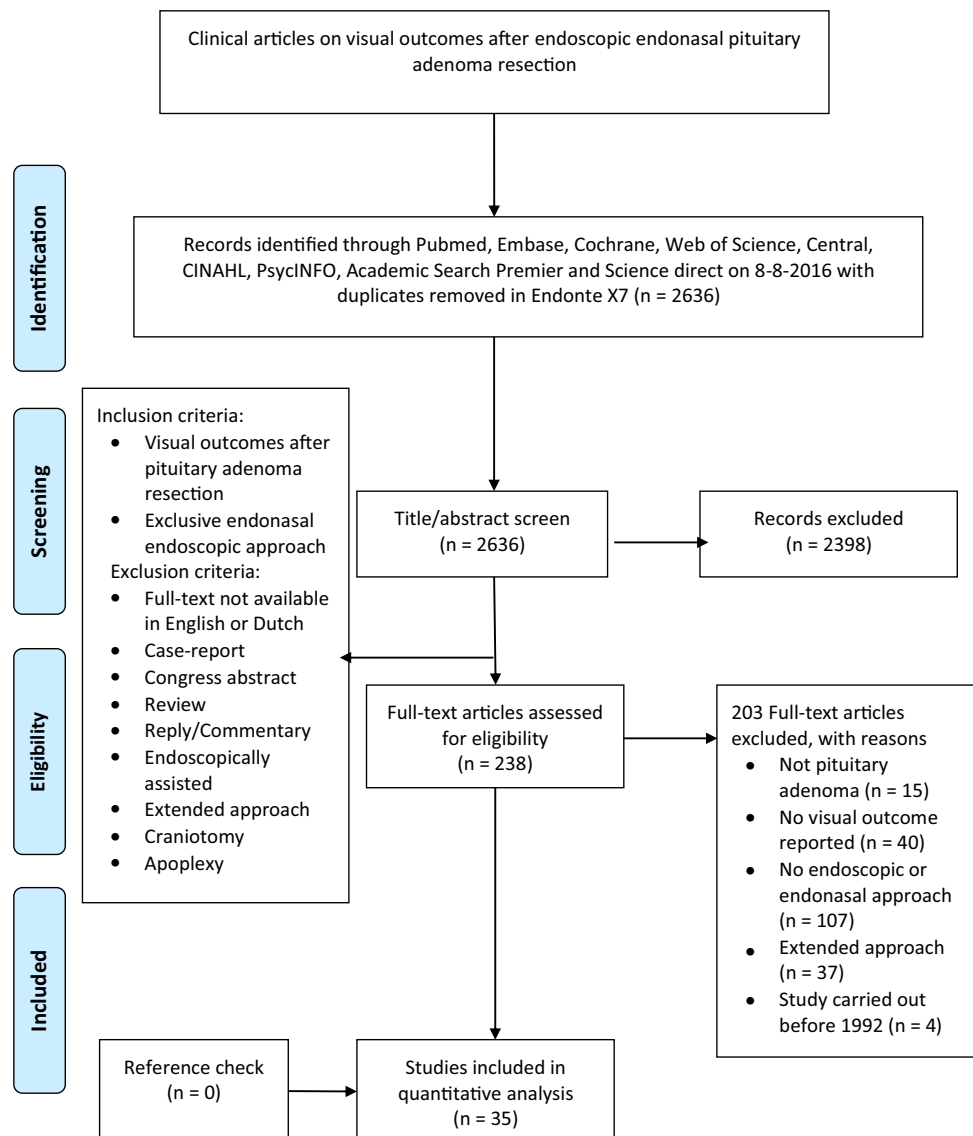 Clinical articles on visual outcomes after endoscopic endonasal pituitary
adenoma resection
Identification
Records identified through Pubmed, Embase, Cochrane, Web of Science, Central,
CINAHL, PsycINFO, Academic Search Premier and Science direct on 8-8-2016 with
duplicates removed in Endonte X7 (n = 2636)
Screening
Inclusion criteria:
• Visual outcomes after
pituitary adenoma
resection
• Exclusive endonasal
endoscopic approach
Exclusion criteria:
• Full-text not available
in English or Dutch
• Case-report
• Congress abstract
• Review
• Reply/Commentary
• Endoscopically
assisted
• Extended approach
• Craniotomy
• Apoplexy
Title/abstract screen
(n = 2636)
Records excluded
(n = 2398)
Eligibility
Full-text articles assessed
for eligibility
(n = 238)
203 Full-text articles
excluded, with reasons
• Not pituitary
adenoma (n = 15)
• No visual outcome
reported (n = 40)
• No endoscopic or
endonasal approach
(n = 107)
• Extended approach
(n = 37)
• Study carried out
before 1992 (n = 4)
Included
Reference check
(n = 0)
Studies included in
quantitative analysis
(n = 35)